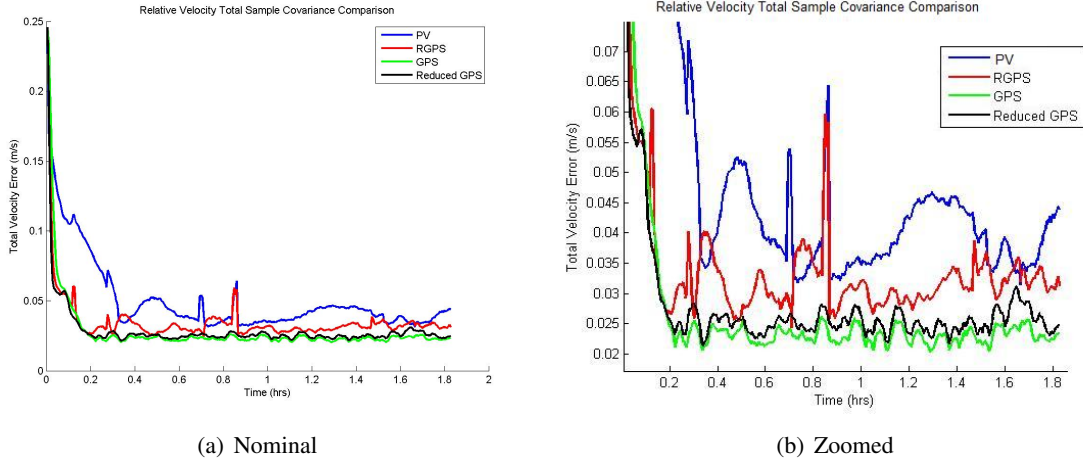 Relative Velocity Total Sample Covariance Comparison
0.25
0.2
0.15
0.1
0.05
0
Total Velocity Error (m/s)
PV
RGPS
GPS
Reduced GPS
0 0.2 0.4 0.6 0.8 1 1.2 1.4 1.6 1.8 2
Time (hrs)
(a) Nominal
Relative Velocity Total Sample Covariance Comparison
0.07
0.065
0.06
0.055
0.05
0.045
0.04
0.035
0.03
0.025
0.02
Total Velocity Error (m/s)
PV
RGPS
GPS
Reduced GPS
0.2 0.4 0.6 0.8 1 1.2 1.4 1.6 1.8
Time (hrs)
(b) Zoomed